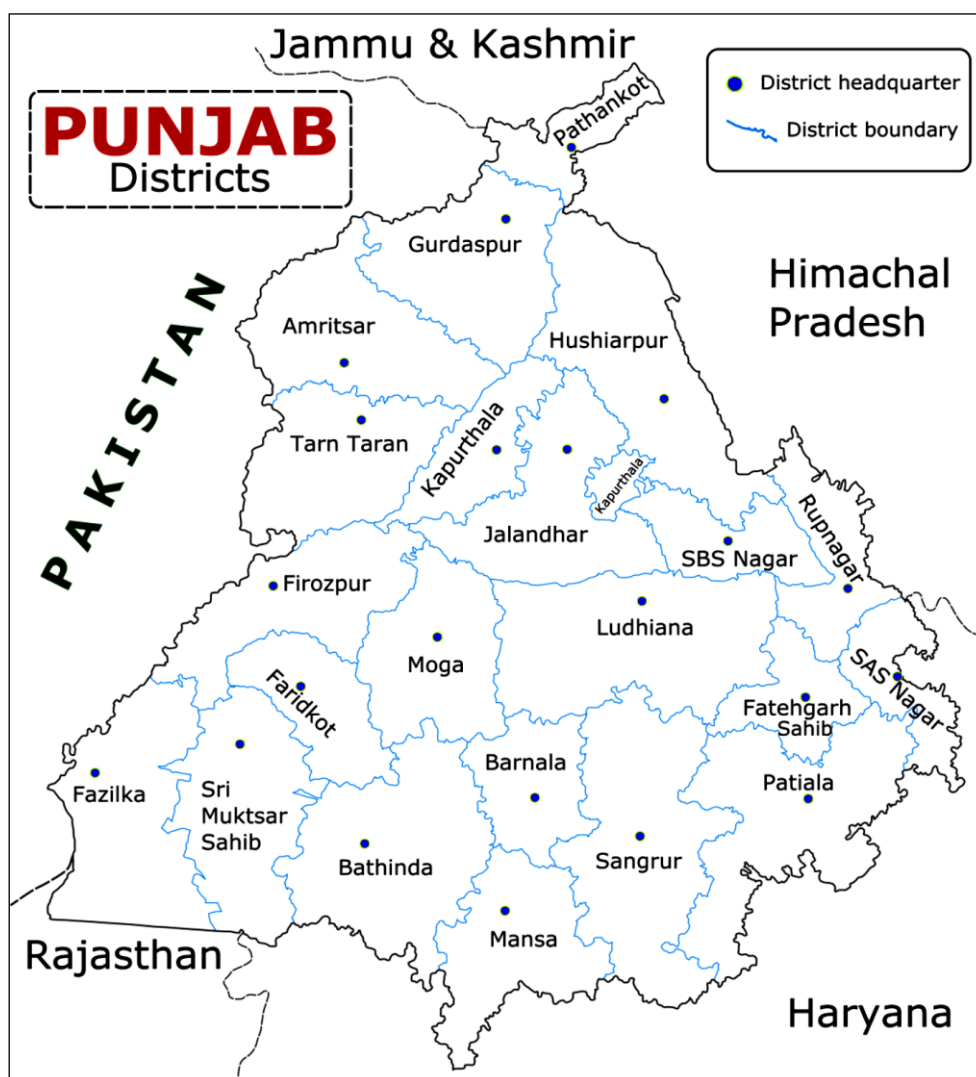 Jammu & Kashmir
PUNJAB
Districts
District headquarter
District boundary
Pathankot
Gurdaspur
Himachal
Pradesh
PAKISTAN
Amritsar
Hushiarpur
Tarn Taran
Kapurthala
Kapurthala
Jalandhar
SBS Nagar
Rupnagar
Firozpur
Ludhiana
Moga
Faridkot
SAS Nagar
Fatehgarh
Sahib
Fazilka
Sri
Muktsar
Sahib
Barnala
Patiala
Bathinda
Sangrur
Mansa
Rajasthan
Haryana